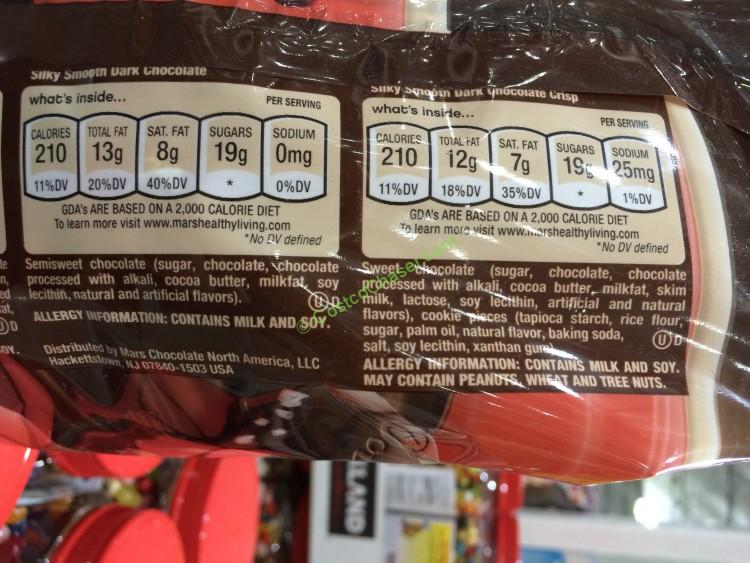 Silky Smooth Dark Chocolate
what's inside...
PER SERVING
CALORIES 210 11%DV
TOTAL FAT 13g 20%DV
SAT. FAT 8g 40%DV
SUGARS 19g *
SODIUM 0mg 0%DV
GDA's ARE BASED ON A 2,000 CALORIE DIET
To learn more visit www.marshealthyliving.com
*No DV defined
Semisweet chocolate (sugar, chocolate, chocolate
processed with alkali, cocoa butter, milkfat, soy
lecithin, natural and artificial flavors).
ALLERGY INFORMATION: CONTAINS MILK AND SOY.
Distributed by Mars Chocolate North America, LLC
Hackettstown, NJ 07840-1503 USA
Silky Smooth Dark Chocolate Crisp
what's inside...
PER SERVING
CALORIES 210 11%DV
TOTAL FAT 12g 18%DV
SAT. FAT 7g 35%DV
SUGARS 19g *
SODIUM 25mg 1%DV
GDA's ARE BASED ON A 2,000 CALORIE DIET
To learn more visit www.marshealthyliving.com
*No DV defined
Sweet chocolate (sugar, chocolate, chocolate
processed with alkali, cocoa butter, milkfat, skim
milk, lactose, soy lecithin, artificial and natural
flavors), cookie pieces (tapioca starch, rice flour,
sugar, palm oil, natural flavor, baking soda,
salt, soy lecithin, xanthan gum).
ALLERGY INFORMATION: CONTAINS MILK AND SOY.
MAY CONTAIN PEANUTS, WHEAT AND TREE NUTS.
U D
U D
LAND